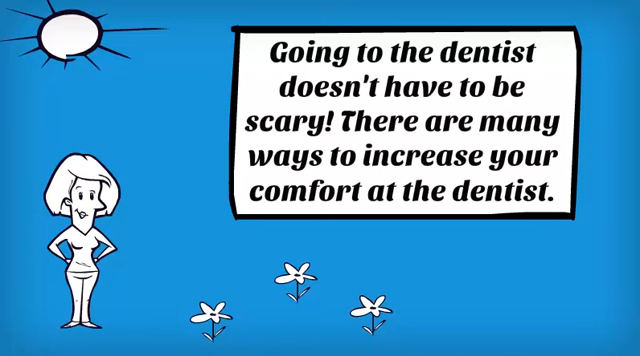 Going to the dentist
doesn't have to be
scary! There are many
ways to increase your
comfort at the dentist.